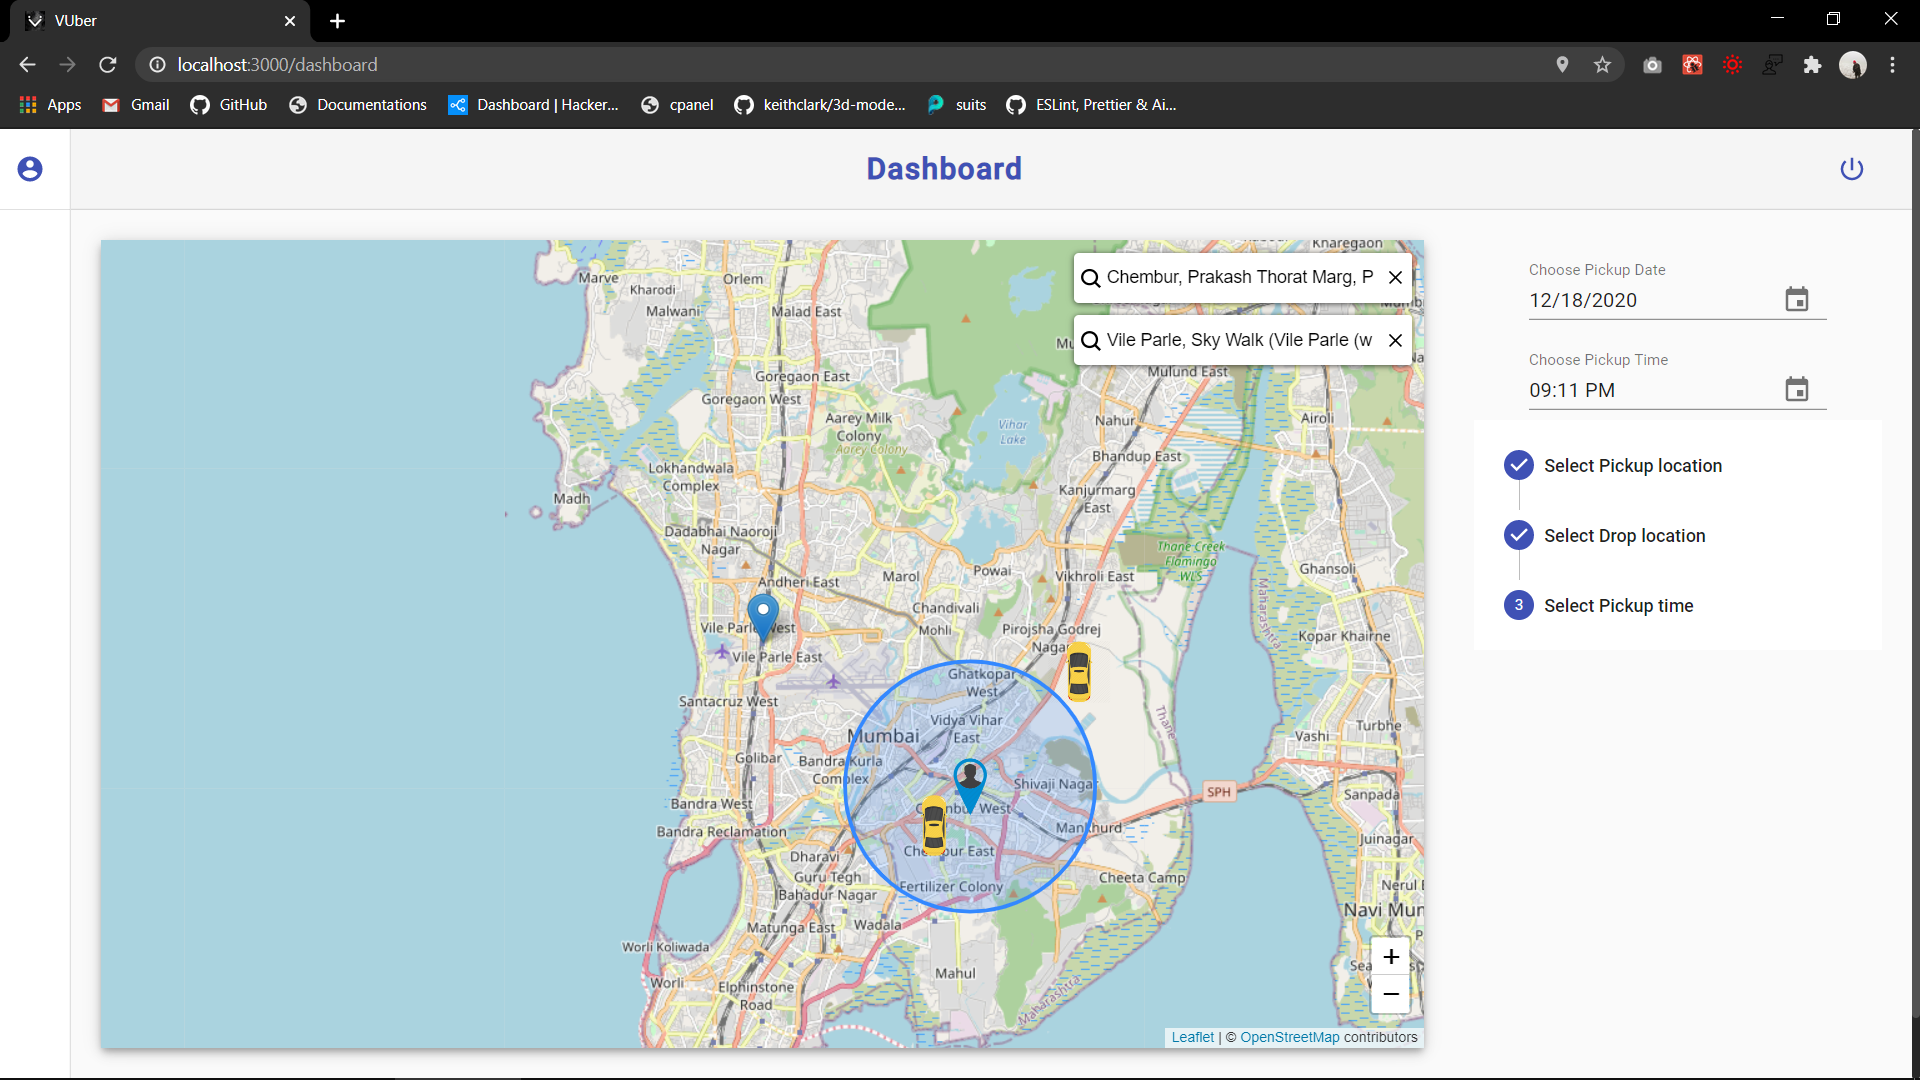 VUber
localhost:3000/dashboard
Apps Gmail GitHub Documentations Dashboard | Hacker... cpanel keithclark/3d-mode... suits ESLint, Prettier & Ai...
Dashboard
Chembur, Prakash Thorat Marg, P
Vile Parle, Sky Walk (Vile Parle (w
Choose Pickup Date
12/18/2020
Choose Pickup Time
09:11 PM
Select Pickup location
Select Drop location
3 Select Pickup time
Kharegaon
Marve
Orlem
Kharodi
Malwani
Malad East
Mulund East
Goregaon East
Goregaon West
Aarey Milk
Colony
Aarey Colony
Vihar
Lake
Nahur
Airoli
Bhandup East
Lokhandwala
Complex
Madh
Kanjurmarg
East
Dadabhai Naoroji
Nagar
Thane Creek
Flamingo
WLS
Andheri East
Marol
Powai
Vikhroli East
Ghansoli
Maharashtra
Chandivali
Vile Parle West
Mohli
Pirojsha Godrej
Nagar
Kopar Khairne
Vile Parle East
Ghatkopar
West
Santacruz West
Vidya Vihar
East
Mumbai
Thane
Turbhe
Vashi
Golibar
Bandra Kurla
Complex
Shivaji Nagar
SPH
Sanpada
Bandra West
Chembur West
Bandra Reclamation
Mankhurd
Juinagar
Dharavi
Chembur East
Guru Tegh
Bahadur Nagar
Fertilizer Colony
Cheeta Camp
Nerul
Navi Mum
Matunga East
Wadala
Worli Koliwada
Worli
Mahul
Elphinstone
Road
Maharashtra
Sea
+
−
Leaflet | © OpenStreetMap contributors